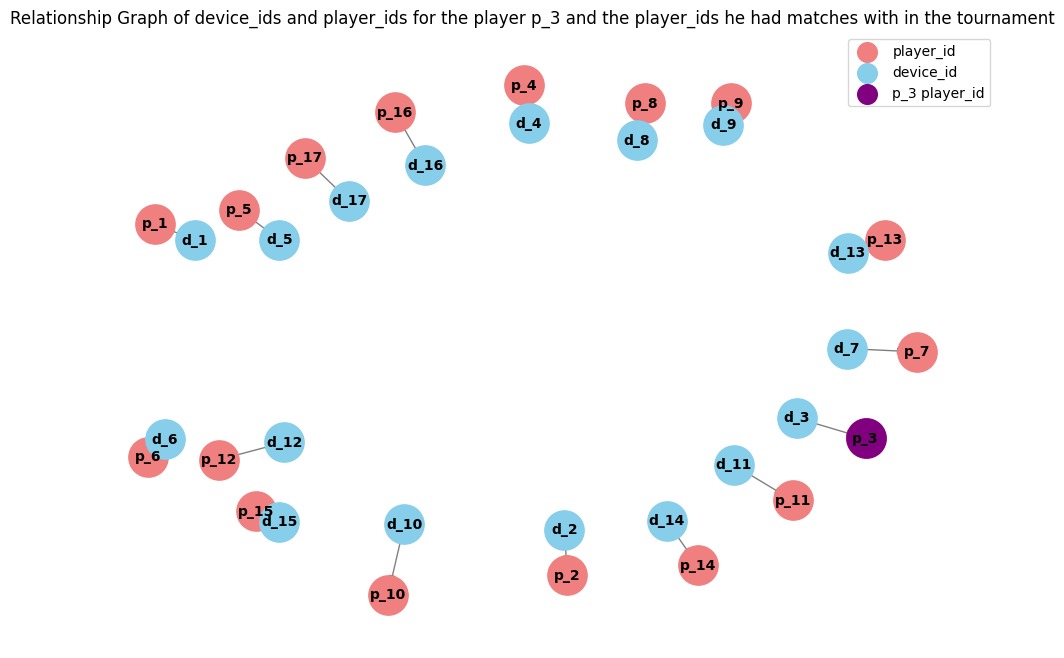 Relationship Graph of device_ids and player_ids for the player p_3 and the player_ids he had matches with in the tournament
player_id
device_id
p_3 player_id
p_4
p_8
p_9
p_16
d_4
d_9
d_8
p_17
d_16
d_17
p_5
p_1
d_1
d_5
p_13
d_13
d_7
p_7
d_3
p_3
d_6
d_12
p_6
p_12
d_11
p_11
p_15
d_15
d_10
d_14
d_2
p_14
p_2
p_10